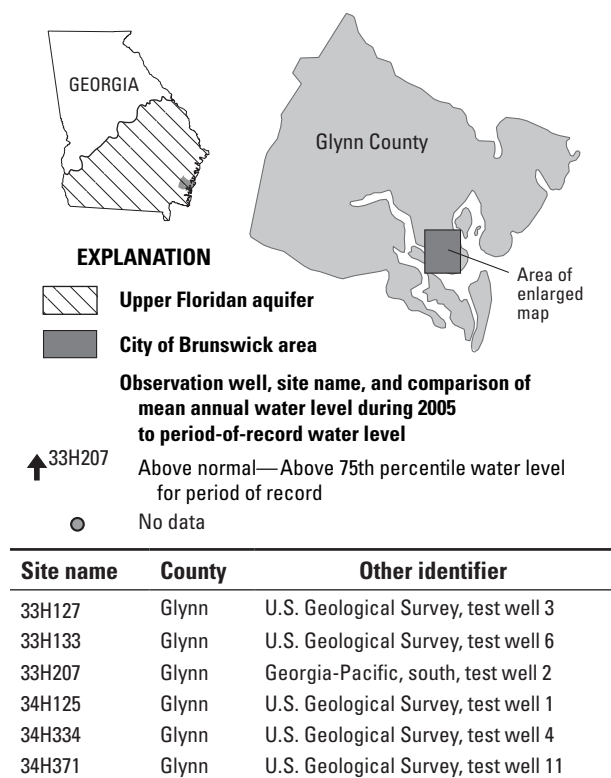 GEORGIA
Glynn County
Area of
enlarged
map
EXPLANATION
Upper Floridan aquifer
City of Brunswick area
Observation well, site name, and comparison of
mean annual water level during 2005
to period-of-record water level
33H207
Above normal—Above 75th percentile water level
for period of record
No data
Site name County Other identifier
33H127 Glynn U.S. Geological Survey, test well 3
33H133 Glynn U.S. Geological Survey, test well 6
33H207 Glynn Georgia-Pacific, south, test well 2
34H125 Glynn U.S. Geological Survey, test well 1
34H334 Glynn U.S. Geological Survey, test well 4
34H371 Glynn U.S. Geological Survey, test well 11